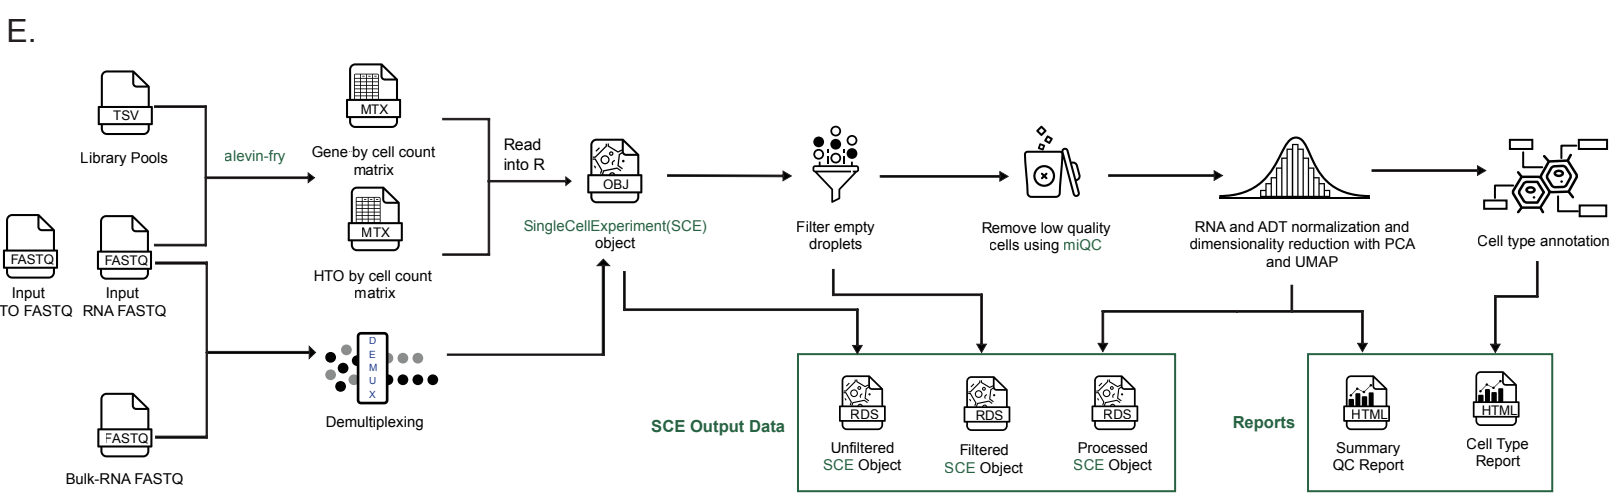 E.
TSV
Library Pools
alevin-fry
MTX
Gene by cell count
matrix
MTX
HTO by cell count
matrix
Read
into R
OBJ
SingleCellExperiment(SCE)
object
Filter empty
droplets
Remove low quality
cells using miQC
RNA and ADT normalization and
dimensionality reduction with PCA
and UMAP
Cell type annotation
FASTQ
Input
TO FASTQ
FASTQ
Input
RNA FASTQ
DEMUX
Demultiplexing
FASTQ
Bulk-RNA FASTQ
SCE Output Data
RDS
Unfiltered
SCE Object
RDS
Filtered
SCE Object
RDS
Processed
SCE Object
Reports
HTML
Summary
QC Report
HTML
Cell Type
Report